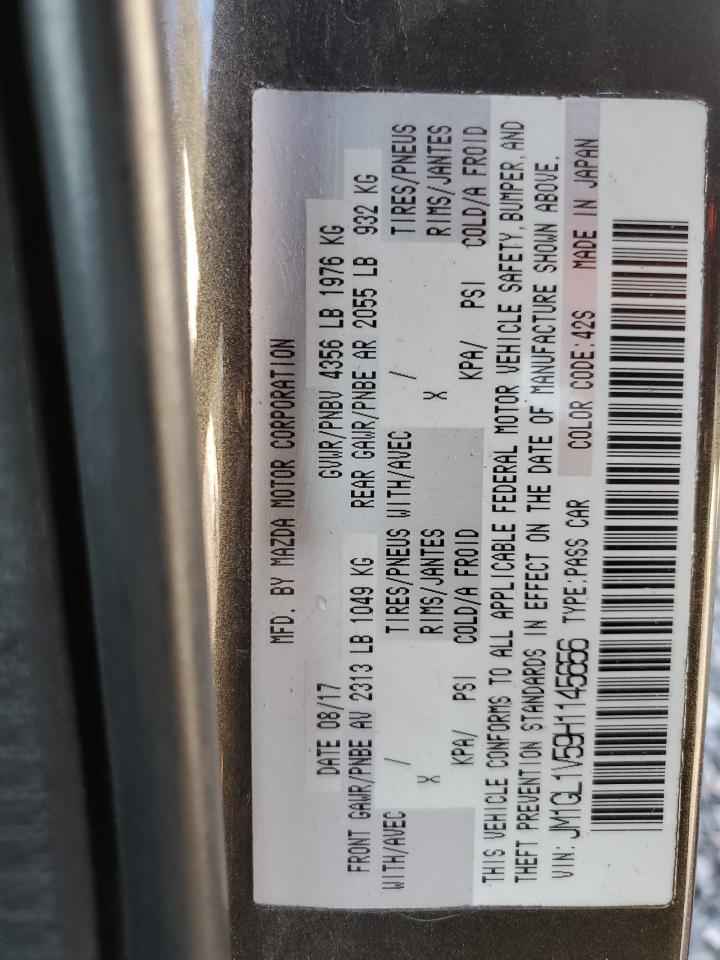 MFD. BY MAZDA MOTOR CORPORATION
DATE 08/17 GVWR/PNBV 4356 LB 1976 KG
FRONT GAWR/PNBE AV 2313 LB 1049 KG REAR GAWR/PNBE AR 2055 LB 932 KG
WITH/AVEC / TIRES/PNEUS WITH/AVEC / TIRES/PNEUS
X RIMS/JANTES X RIMS/JANTES
KPA/ PSI COLD/A FROID KPA/ PSI COLD/A FROID
THIS VEHICLE CONFORMS TO ALL APPLICABLE FEDERAL MOTOR VEHICLE SAFETY, BUMPER, AND
THEFT PREVENTION STANDARDS IN EFFECT ON THE DATE OF MANUFACTURE SHOWN ABOVE.
VIN: JM1GL1V59H1145656 TYPE:PASS CAR COLOR CODE:42S MADE IN JAPAN